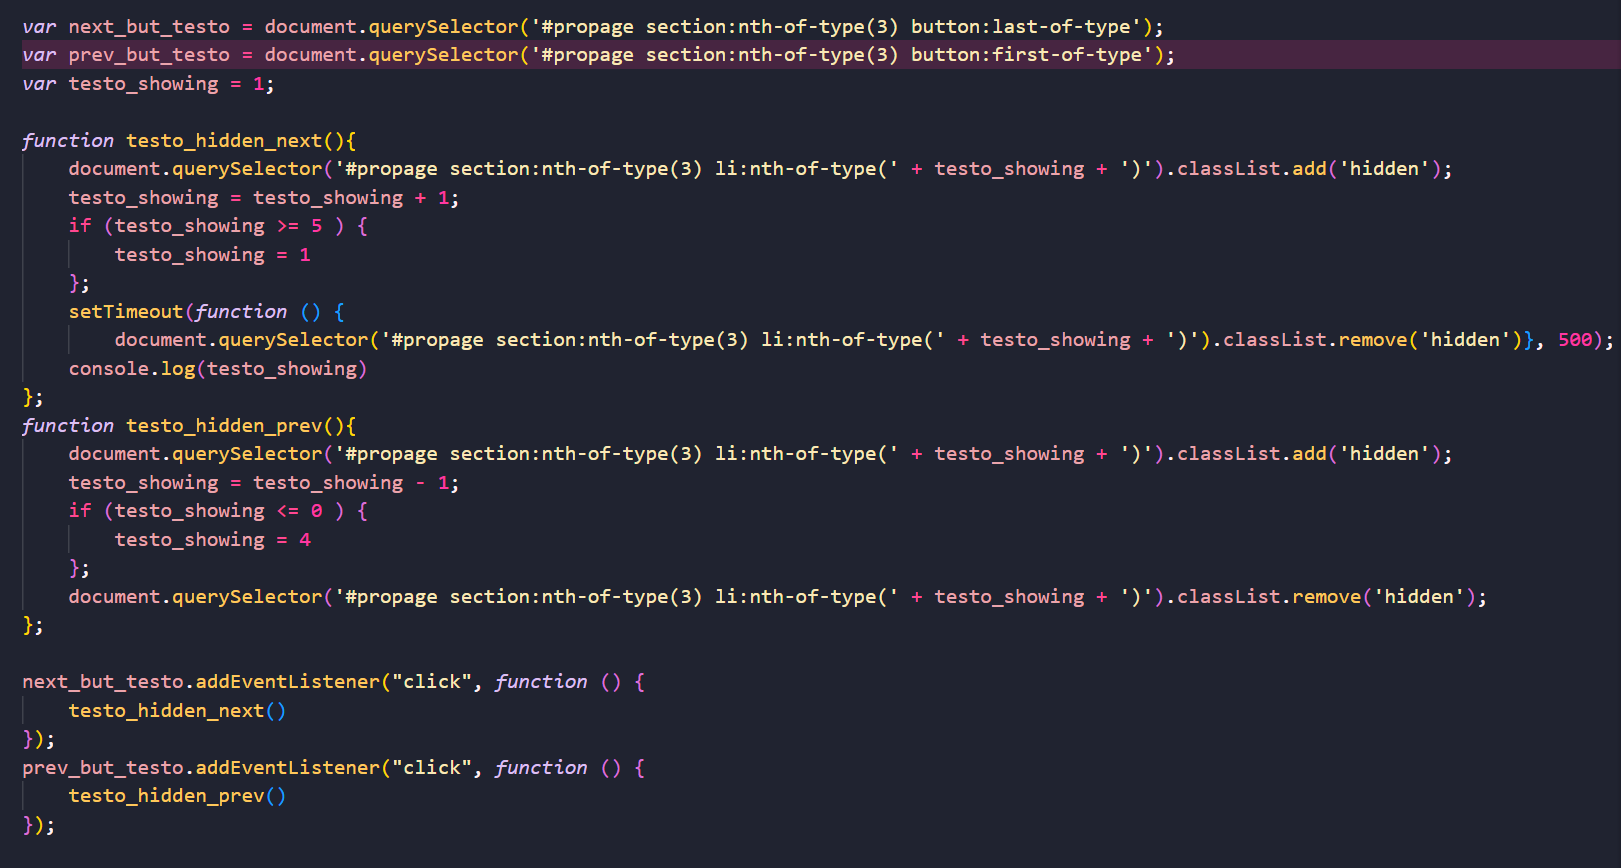 var next_but_testo = document.querySelector('#propage section:nth-of-type(3) button:last-of-type');
var prev_but_testo = document.querySelector('#propage section:nth-of-type(3) button:first-of-type');
var testo_showing = 1;

function testo_hidden_next(){
    document.querySelector('#propage section:nth-of-type(3) li:nth-of-type(' + testo_showing + ')').classList.add('hidden');
    testo_showing = testo_showing + 1;
    if (testo_showing >= 5 ) {
        testo_showing = 1
    };
    setTimeout(function () {
        document.querySelector('#propage section:nth-of-type(3) li:nth-of-type(' + testo_showing + ')').classList.remove('hidden')}, 500);
    console.log(testo_showing)
};
function testo_hidden_prev(){
    document.querySelector('#propage section:nth-of-type(3) li:nth-of-type(' + testo_showing + ')').classList.add('hidden');
    testo_showing = testo_showing - 1;
    if (testo_showing <= 0 ) {
        testo_showing = 4
    };
    document.querySelector('#propage section:nth-of-type(3) li:nth-of-type(' + testo_showing + ')').classList.remove('hidden');
};

next_but_testo.addEventListener("click", function () {
    testo_hidden_next()
});
prev_but_testo.addEventListener("click", function () {
    testo_hidden_prev()
});